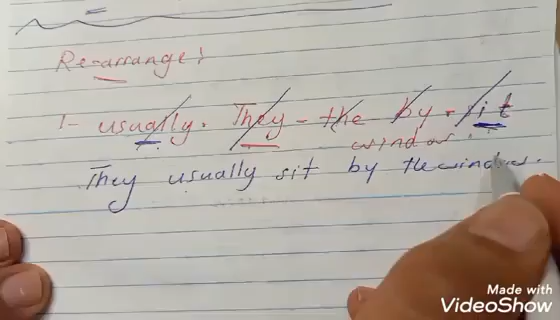 Re-arrange:
1- usually. They - the by. sit
window.
They usually sit by the window.
Made with
VideoShow